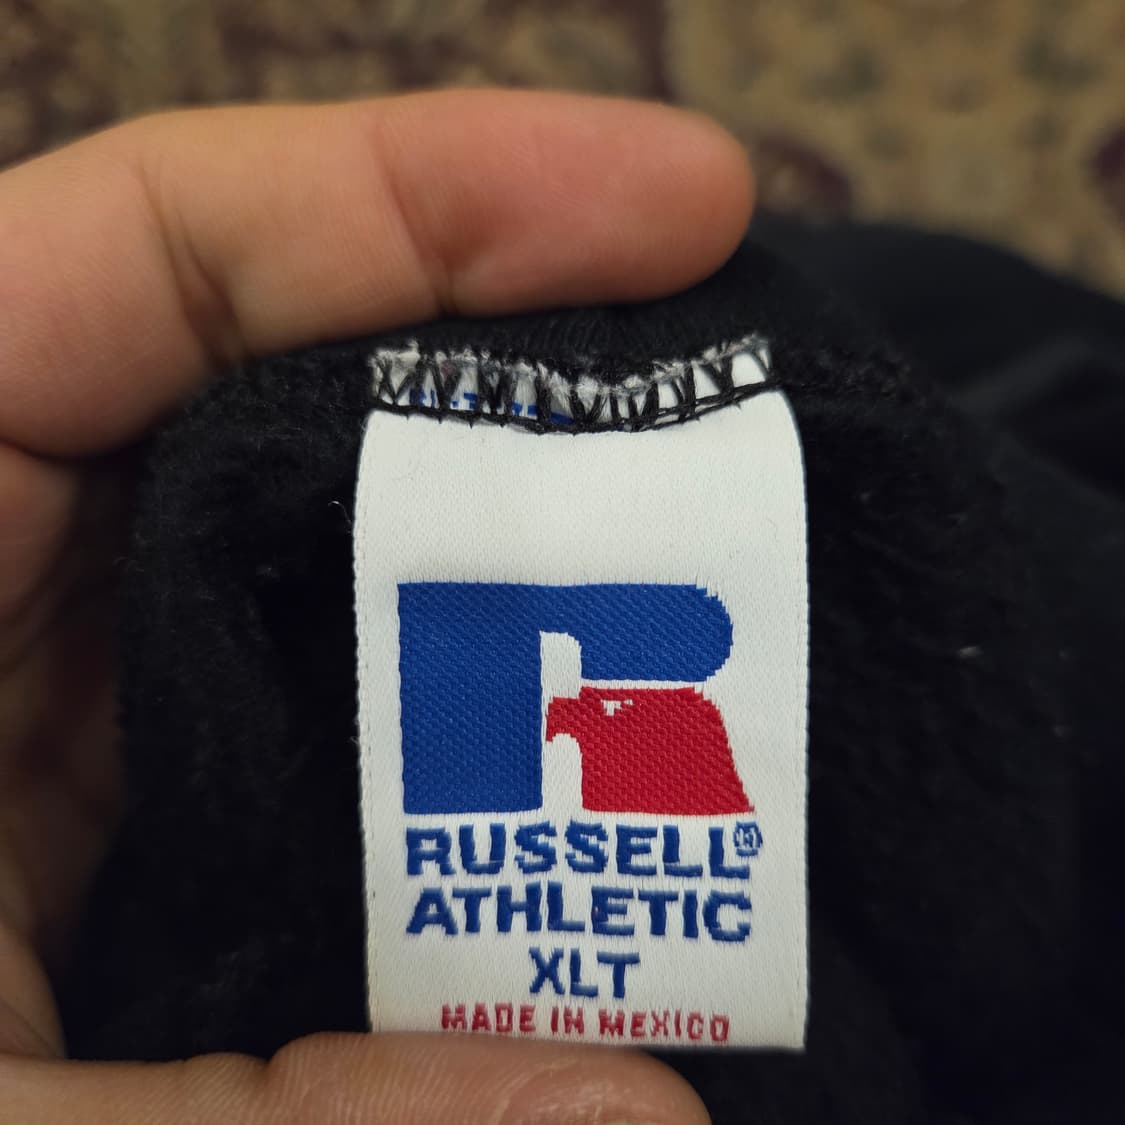 RUSSELL®
ATHLETIC
XLT
MADE IN MEXICO